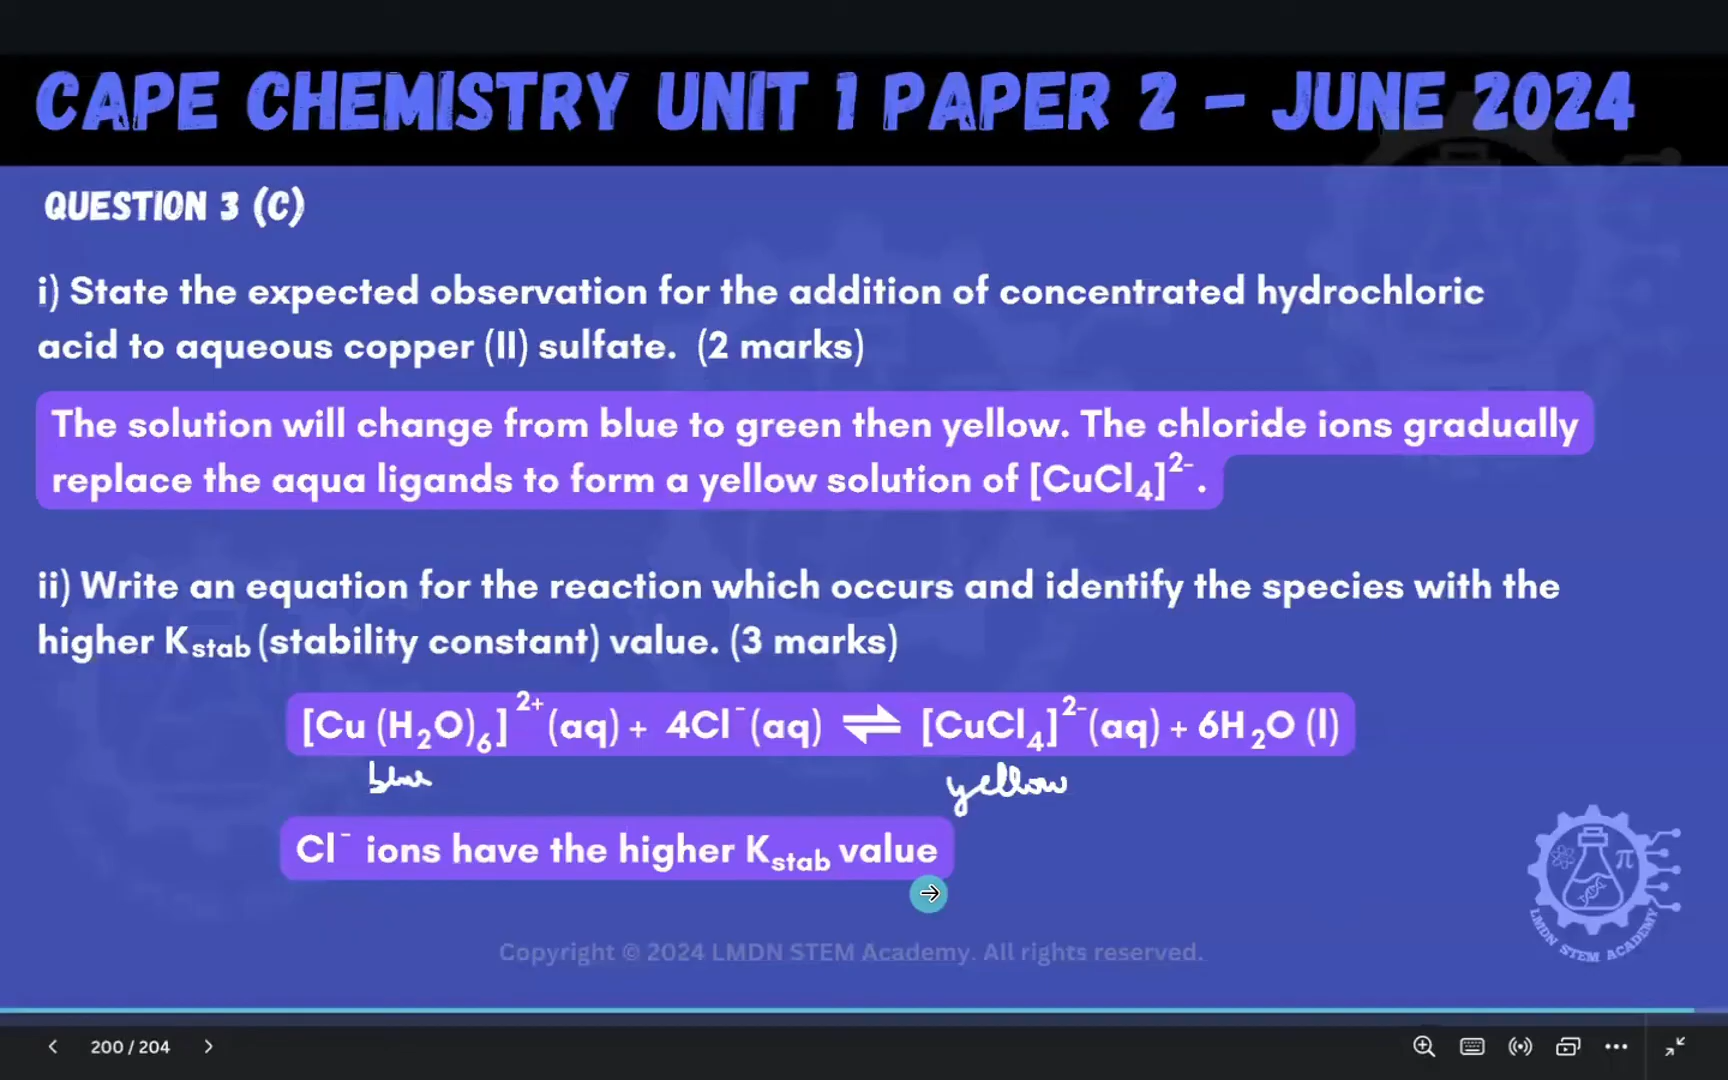 CAPE CHEMISTRY UNIT 1 PAPER 2 – JUNE 2024
QUESTION 3 (C)
i) State the expected observation for the addition of concentrated hydrochloric
acid to aqueous copper (II) sulfate. (2 marks)
The solution will change from blue to green then yellow. The chloride ions gradually
replace the aqua ligands to form a yellow solution of [CuCl₄]²⁻.
ii) Write an equation for the reaction which occurs and identify the species with the
higher Kstab (stability constant) value. (3 marks)
[Cu (H₂O)₆]²⁺(aq) + 4Cl⁻(aq) ⇌ [CuCl₄]²⁻(aq) + 6H₂O (l)
blue yellow
Cl⁻ ions have the higher Kstab value
LMDN STEM ACADEMY
Copyright © 2024 LMDN STEM Academy. All rights reserved.
200 / 204